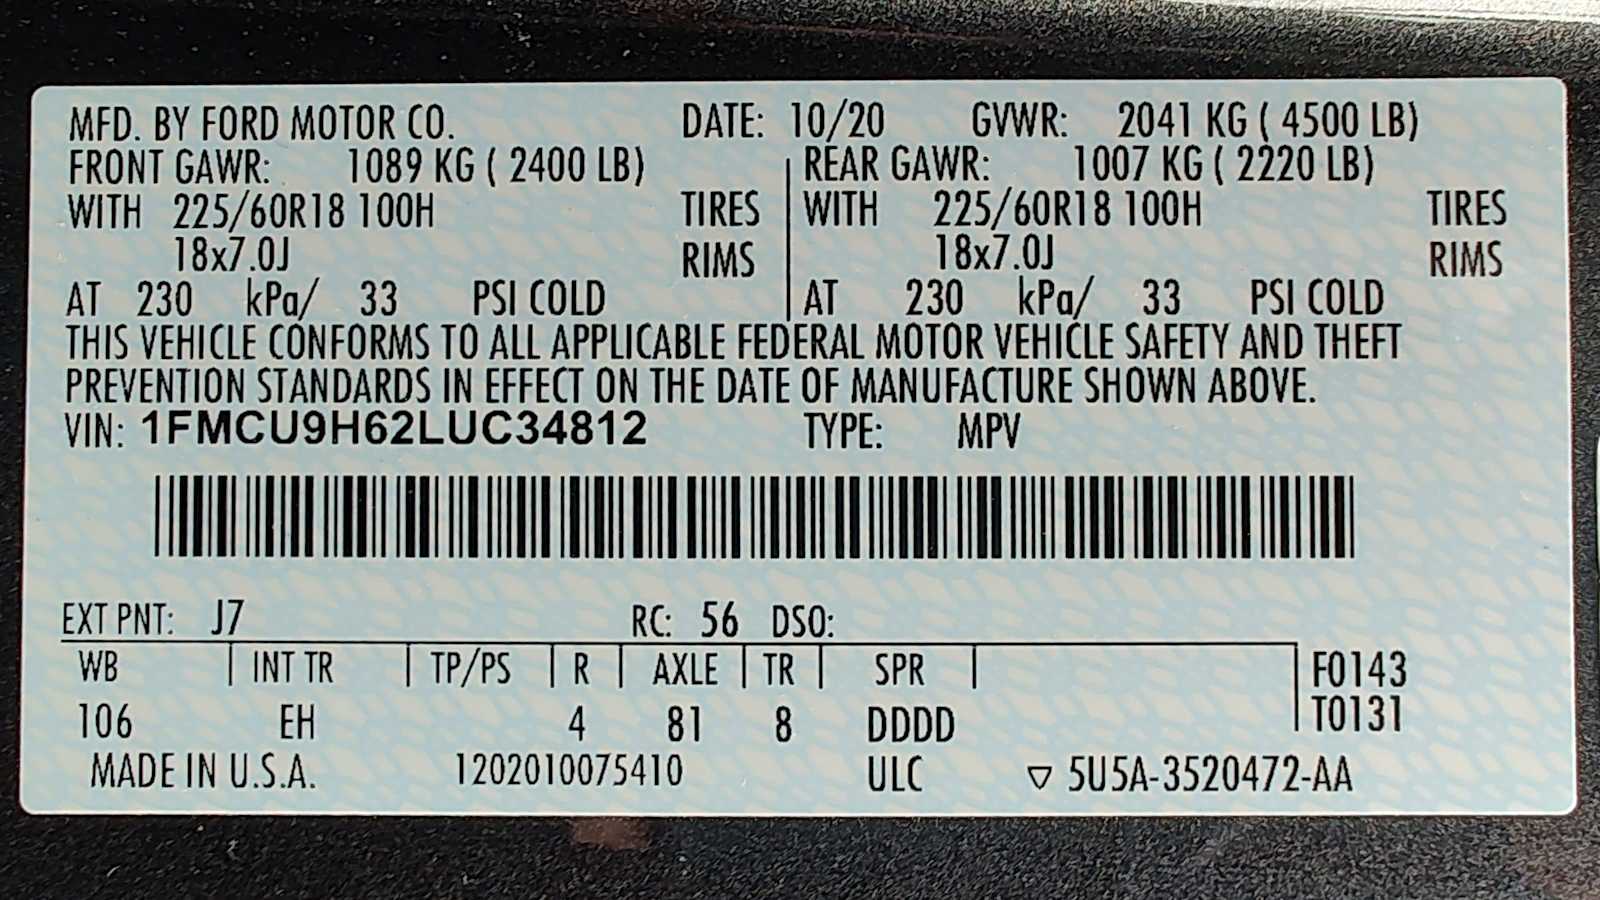 MFD. BY FORD MOTOR CO. DATE: 10/20 GVWR: 2041 KG ( 4500 LB)
FRONT GAWR: 1089 KG ( 2400 LB) REAR GAWR: 1007 KG ( 2220 LB)
WITH 225/60R18 100H TIRES WITH 225/60R18 100H TIRES
18x7.0J RIMS 18x7.0J RIMS
AT 230 kPa/ 33 PSI COLD AT 230 kPa/ 33 PSI COLD
THIS VEHICLE CONFORMS TO ALL APPLICABLE FEDERAL MOTOR VEHICLE SAFETY AND THEFT
PREVENTION STANDARDS IN EFFECT ON THE DATE OF MANUFACTURE SHOWN ABOVE.
VIN: 1FMCU9H62LUC34812 TYPE: MPV
EXT PNT: J7 RC: 56 DSO:
WB INT TR TP/PS R AXLE TR SPR F0143
106 EH 4 81 8 DDDD T0131
MADE IN U.S.A. 1202010075410 ULC ▽ 5U5A-3520472-AA